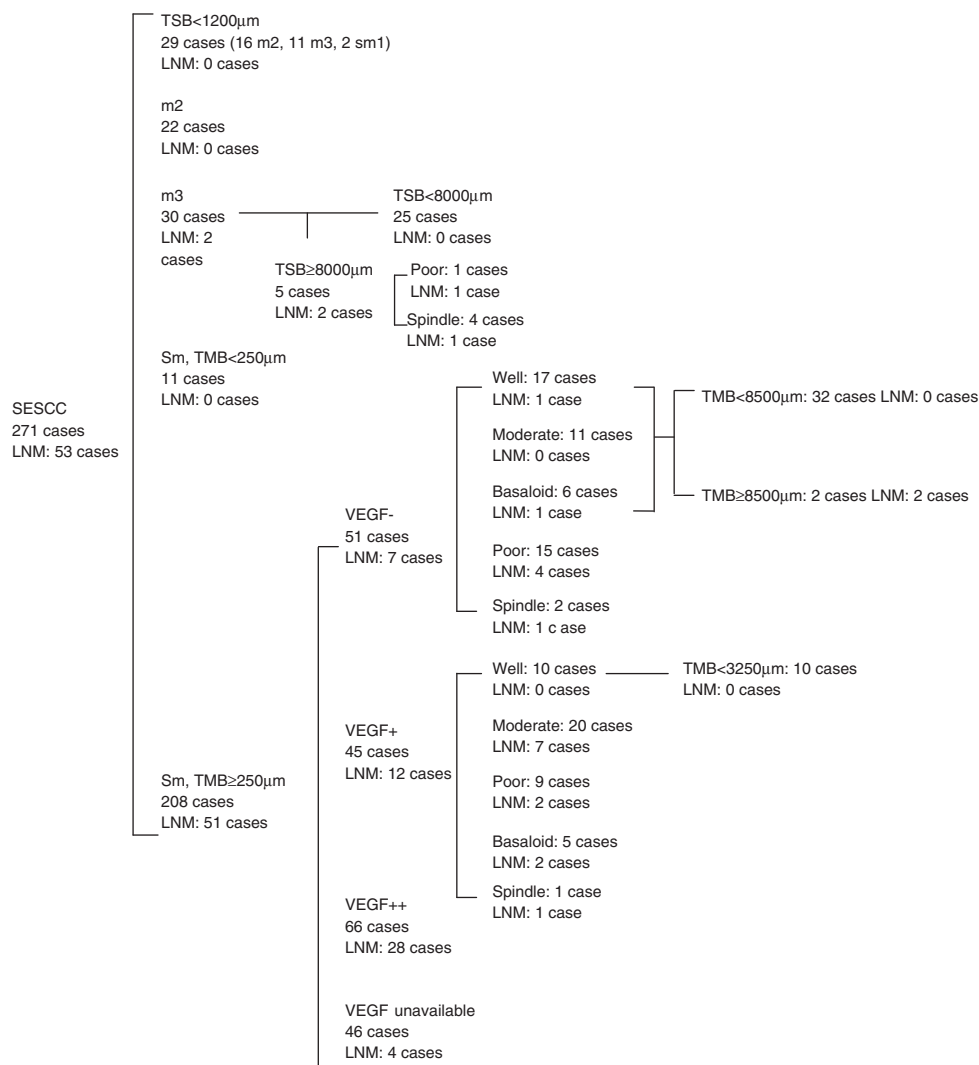 TSB<1200μm
29 cases (16 m2, 11 m3, 2 sm1)
LNM: 0 cases
m2
22 cases
LNM: 0 cases
m3
30 cases
LNM: 2
cases
TSB<8000μm
25 cases
LNM: 0 cases
TSB≥8000μm
5 cases
LNM: 2 cases
Poor: 1 cases
LNM: 1 case
Spindle: 4 cases
LNM: 1 case
Sm, TMB<250μm
11 cases
LNM: 0 cases
SESCC
271 cases
LNM: 53 cases
Sm, TMB≥250μm
208 cases
LNM: 51 cases
VEGF-
51 cases
LNM: 7 cases
Well: 17 cases
LNM: 1 case
Moderate: 11 cases
LNM: 0 cases
Basaloid: 6 cases
LNM: 1 case
Poor: 15 cases
LNM: 4 cases
Spindle: 2 cases
LNM: 1 c ase
TMB<8500μm: 32 cases LNM: 0 cases
TMB≥8500μm: 2 cases LNM: 2 cases
VEGF+
45 cases
LNM: 12 cases
Well: 10 cases
LNM: 0 cases
TMB<3250μm: 10 cases
LNM: 0 cases
Moderate: 20 cases
LNM: 7 cases
Poor: 9 cases
LNM: 2 cases
Basaloid: 5 cases
LNM: 2 cases
Spindle: 1 case
LNM: 1 case
VEGF++
66 cases
LNM: 28 cases
VEGF unavailable
46 cases
LNM: 4 cases